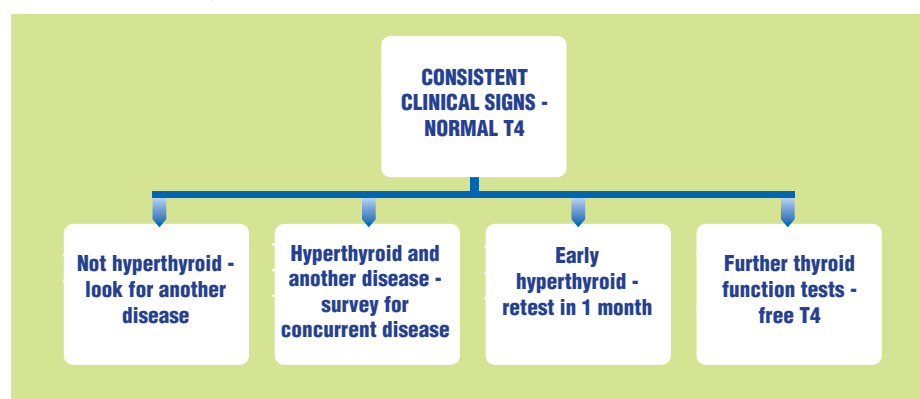 CONSISTENT
CLINICAL SIGNS -
NORMAL T4
Not hyperthyroid -
look for another
disease
Hyperthyroid and
another disease -
survey for
concurrent disease
Early
hyperthyroid -
retest in 1 month
Further thyroid
function tests -
free T4